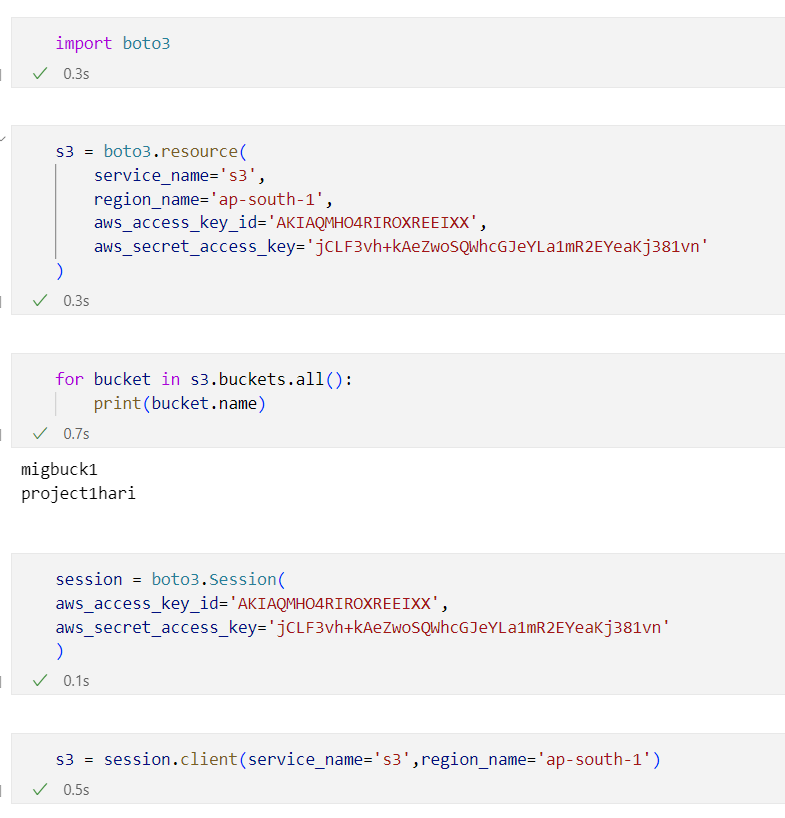 import boto3
0.3s
s3 = boto3.resource(
service_name='s3',
region_name='ap-south-1',
aws_access_key_id='AKIAQMHO4RIROXREEIXX',
aws_secret_access_key='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'
)
0.3s
for bucket in s3.buckets.all():
print(bucket.name)
0.7s
migbuck1
project1hari
session = boto3.Session(
aws_access_key_id='AKIAQMHO4RIROXREEIXX',
aws_secret_access_key='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'
)
0.1s
s3 = session.client(service_name='s3',region_name='ap-south-1')
0.5s